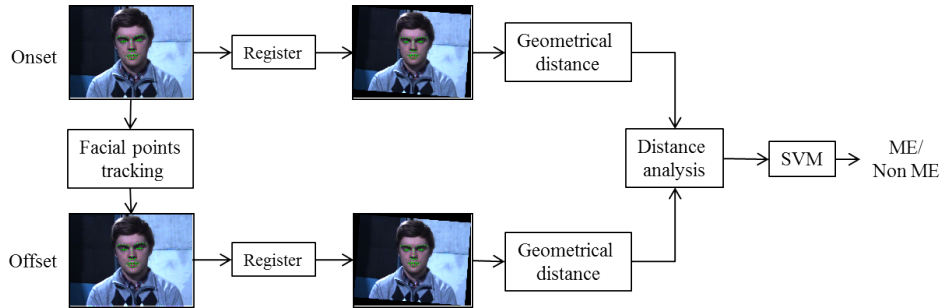 Onset
Register
Geometrical
distance
Facial points
tracking
Distance
analysis
SVM
ME/
Non ME
Offset
Register
Geometrical
distance